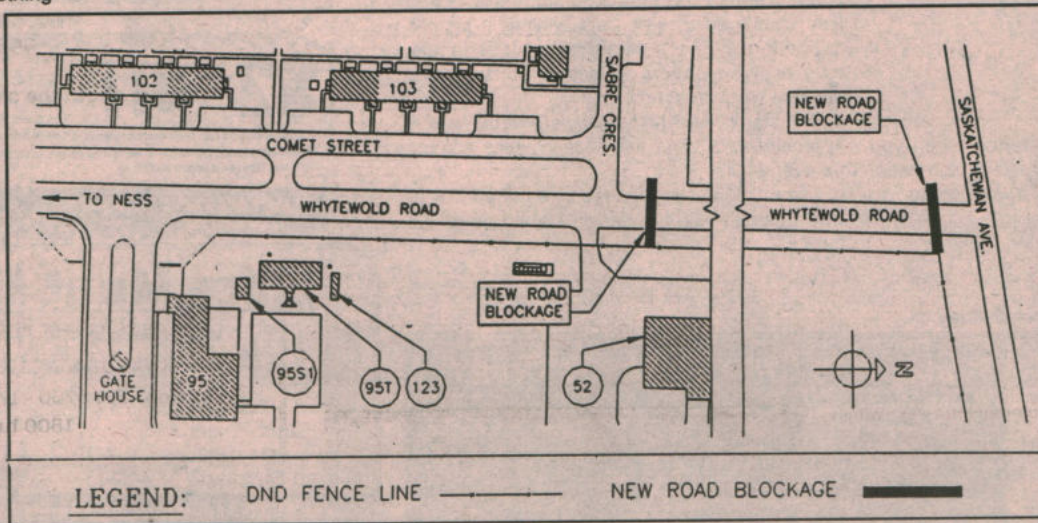 102
103
SABRE CRES.
NEW ROAD
BLOCKAGE
SASKATCHEWAN AVE.
COMET STREET
TO NESS
WHYTEWOLD ROAD
WHYTEWOLD ROAD
NEW ROAD
BLOCKAGE
GATE
HOUSE
95
95S1
95T
123
52
N
1800 h
LEGEND:
DND FENCE LINE
NEW ROAD BLOCKAGE